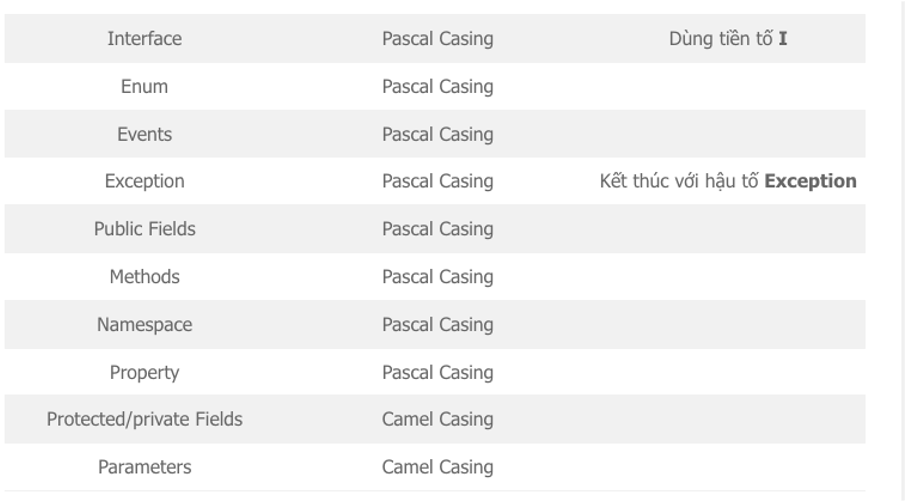 Interface Pascal Casing Dùng tiền tố I
Enum Pascal Casing
Events Pascal Casing
Exception Pascal Casing Kết thúc với hậu tố Exception
Public Fields Pascal Casing
Methods Pascal Casing
Namespace Pascal Casing
Property Pascal Casing
Protected/private Fields Camel Casing
Parameters Camel Casing